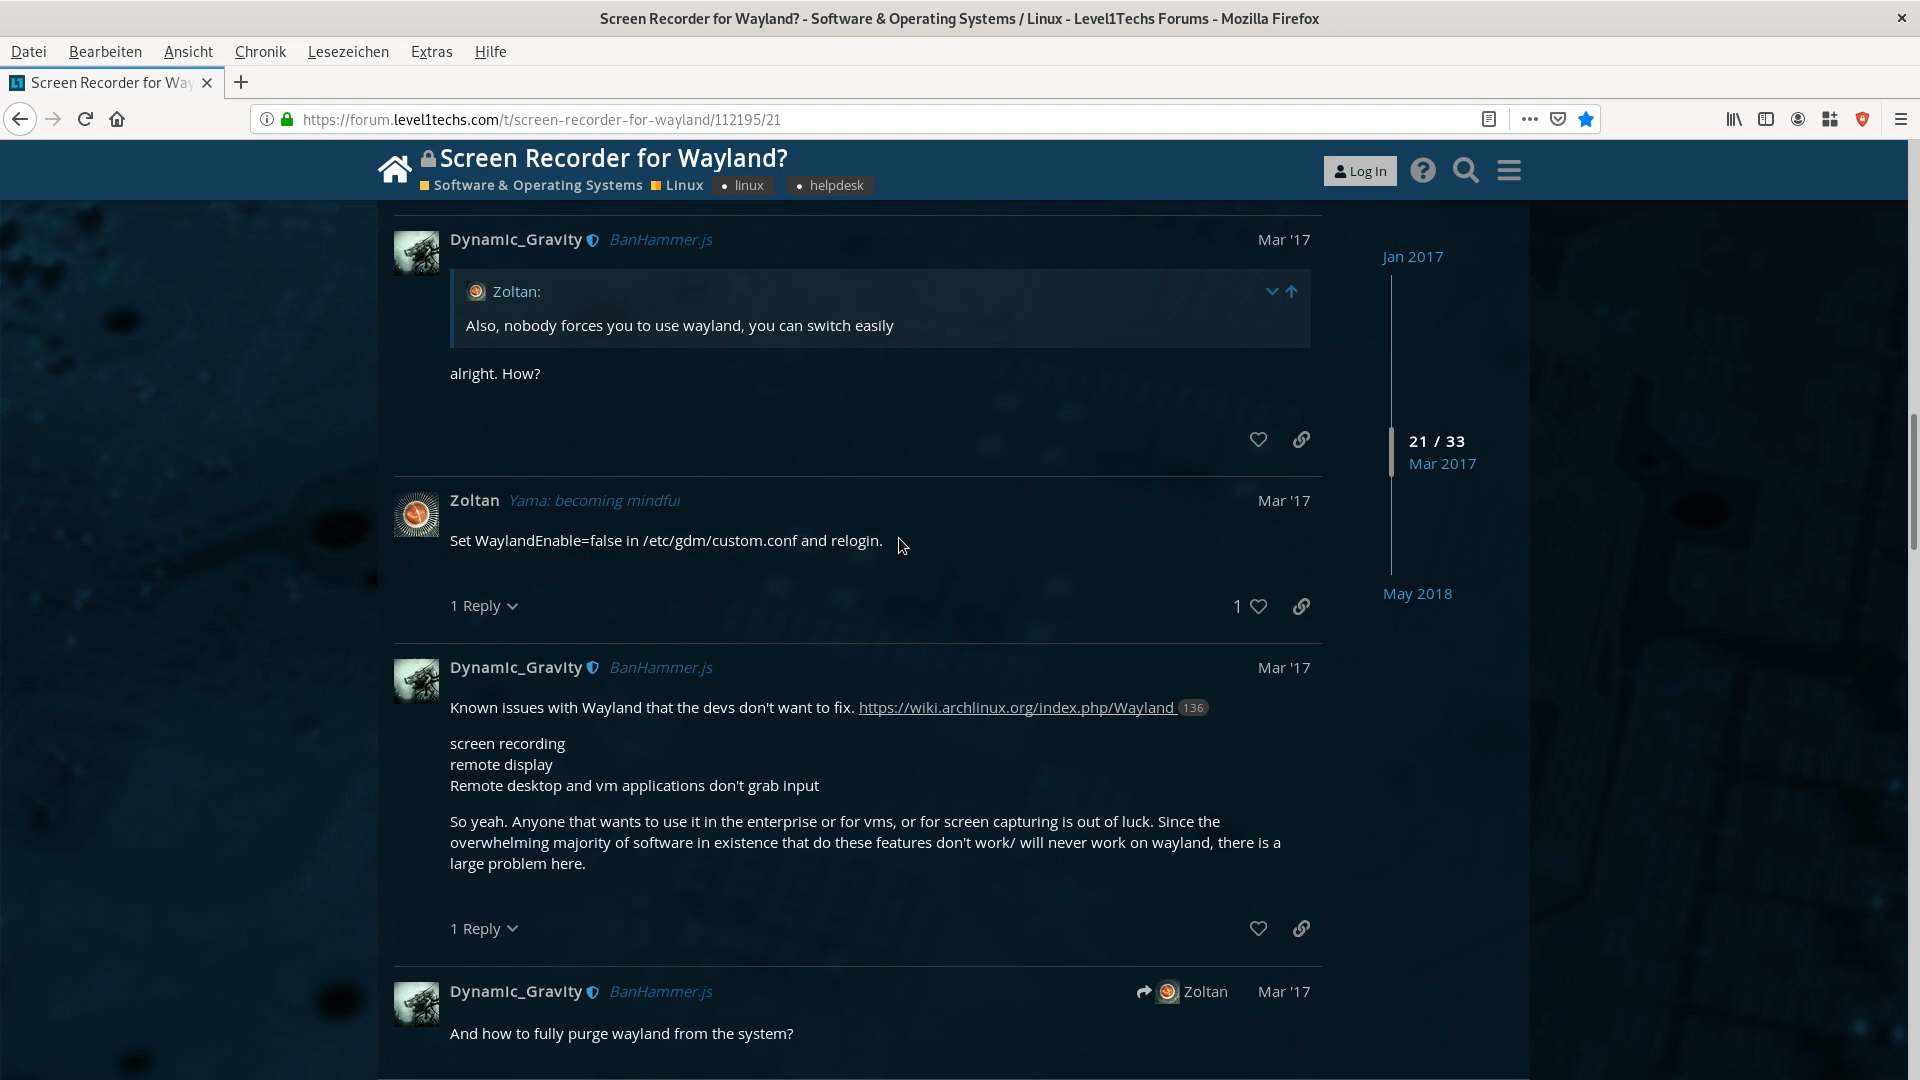 Screen Recorder for Wayland? - Software & Operating Systems / Linux - Level1Techs Forums - Mozilla Firefox
Datei Bearbeiten Ansicht Chronik Lesezeichen Extras Hilfe
Screen Recorder for Way
https://forum.level1techs.com/t/screen-recorder-for-wayland/112195/21
Screen Recorder for Wayland?
Software & Operating Systems Linux linux helpdesk
Log In
Dynamic_Gravity BanHammer.js Mar '17
Zoltan:
Also, nobody forces you to use wayland, you can switch easily
alright. How?
Jan 2017
21 / 33
Mar 2017
May 2018
Zoltan Yama: becoming mindful Mar '17
Set WaylandEnable=false in /etc/gdm/custom.conf and relogin.
1 Reply 1
Dynamic_Gravity BanHammer.js Mar '17
Known issues with Wayland that the devs don't want to fix. https://wiki.archlinux.org/index.php/Wayland 136
screen recording
remote display
Remote desktop and vm applications don't grab input
So yeah. Anyone that wants to use it in the enterprise or for vms, or for screen capturing is out of luck. Since the
overwhelming majority of software in existence that do these features don't work/ will never work on wayland, there is a
large problem here.
1 Reply
Dynamic_Gravity BanHammer.js Zoltan Mar '17
And how to fully purge wayland from the system?